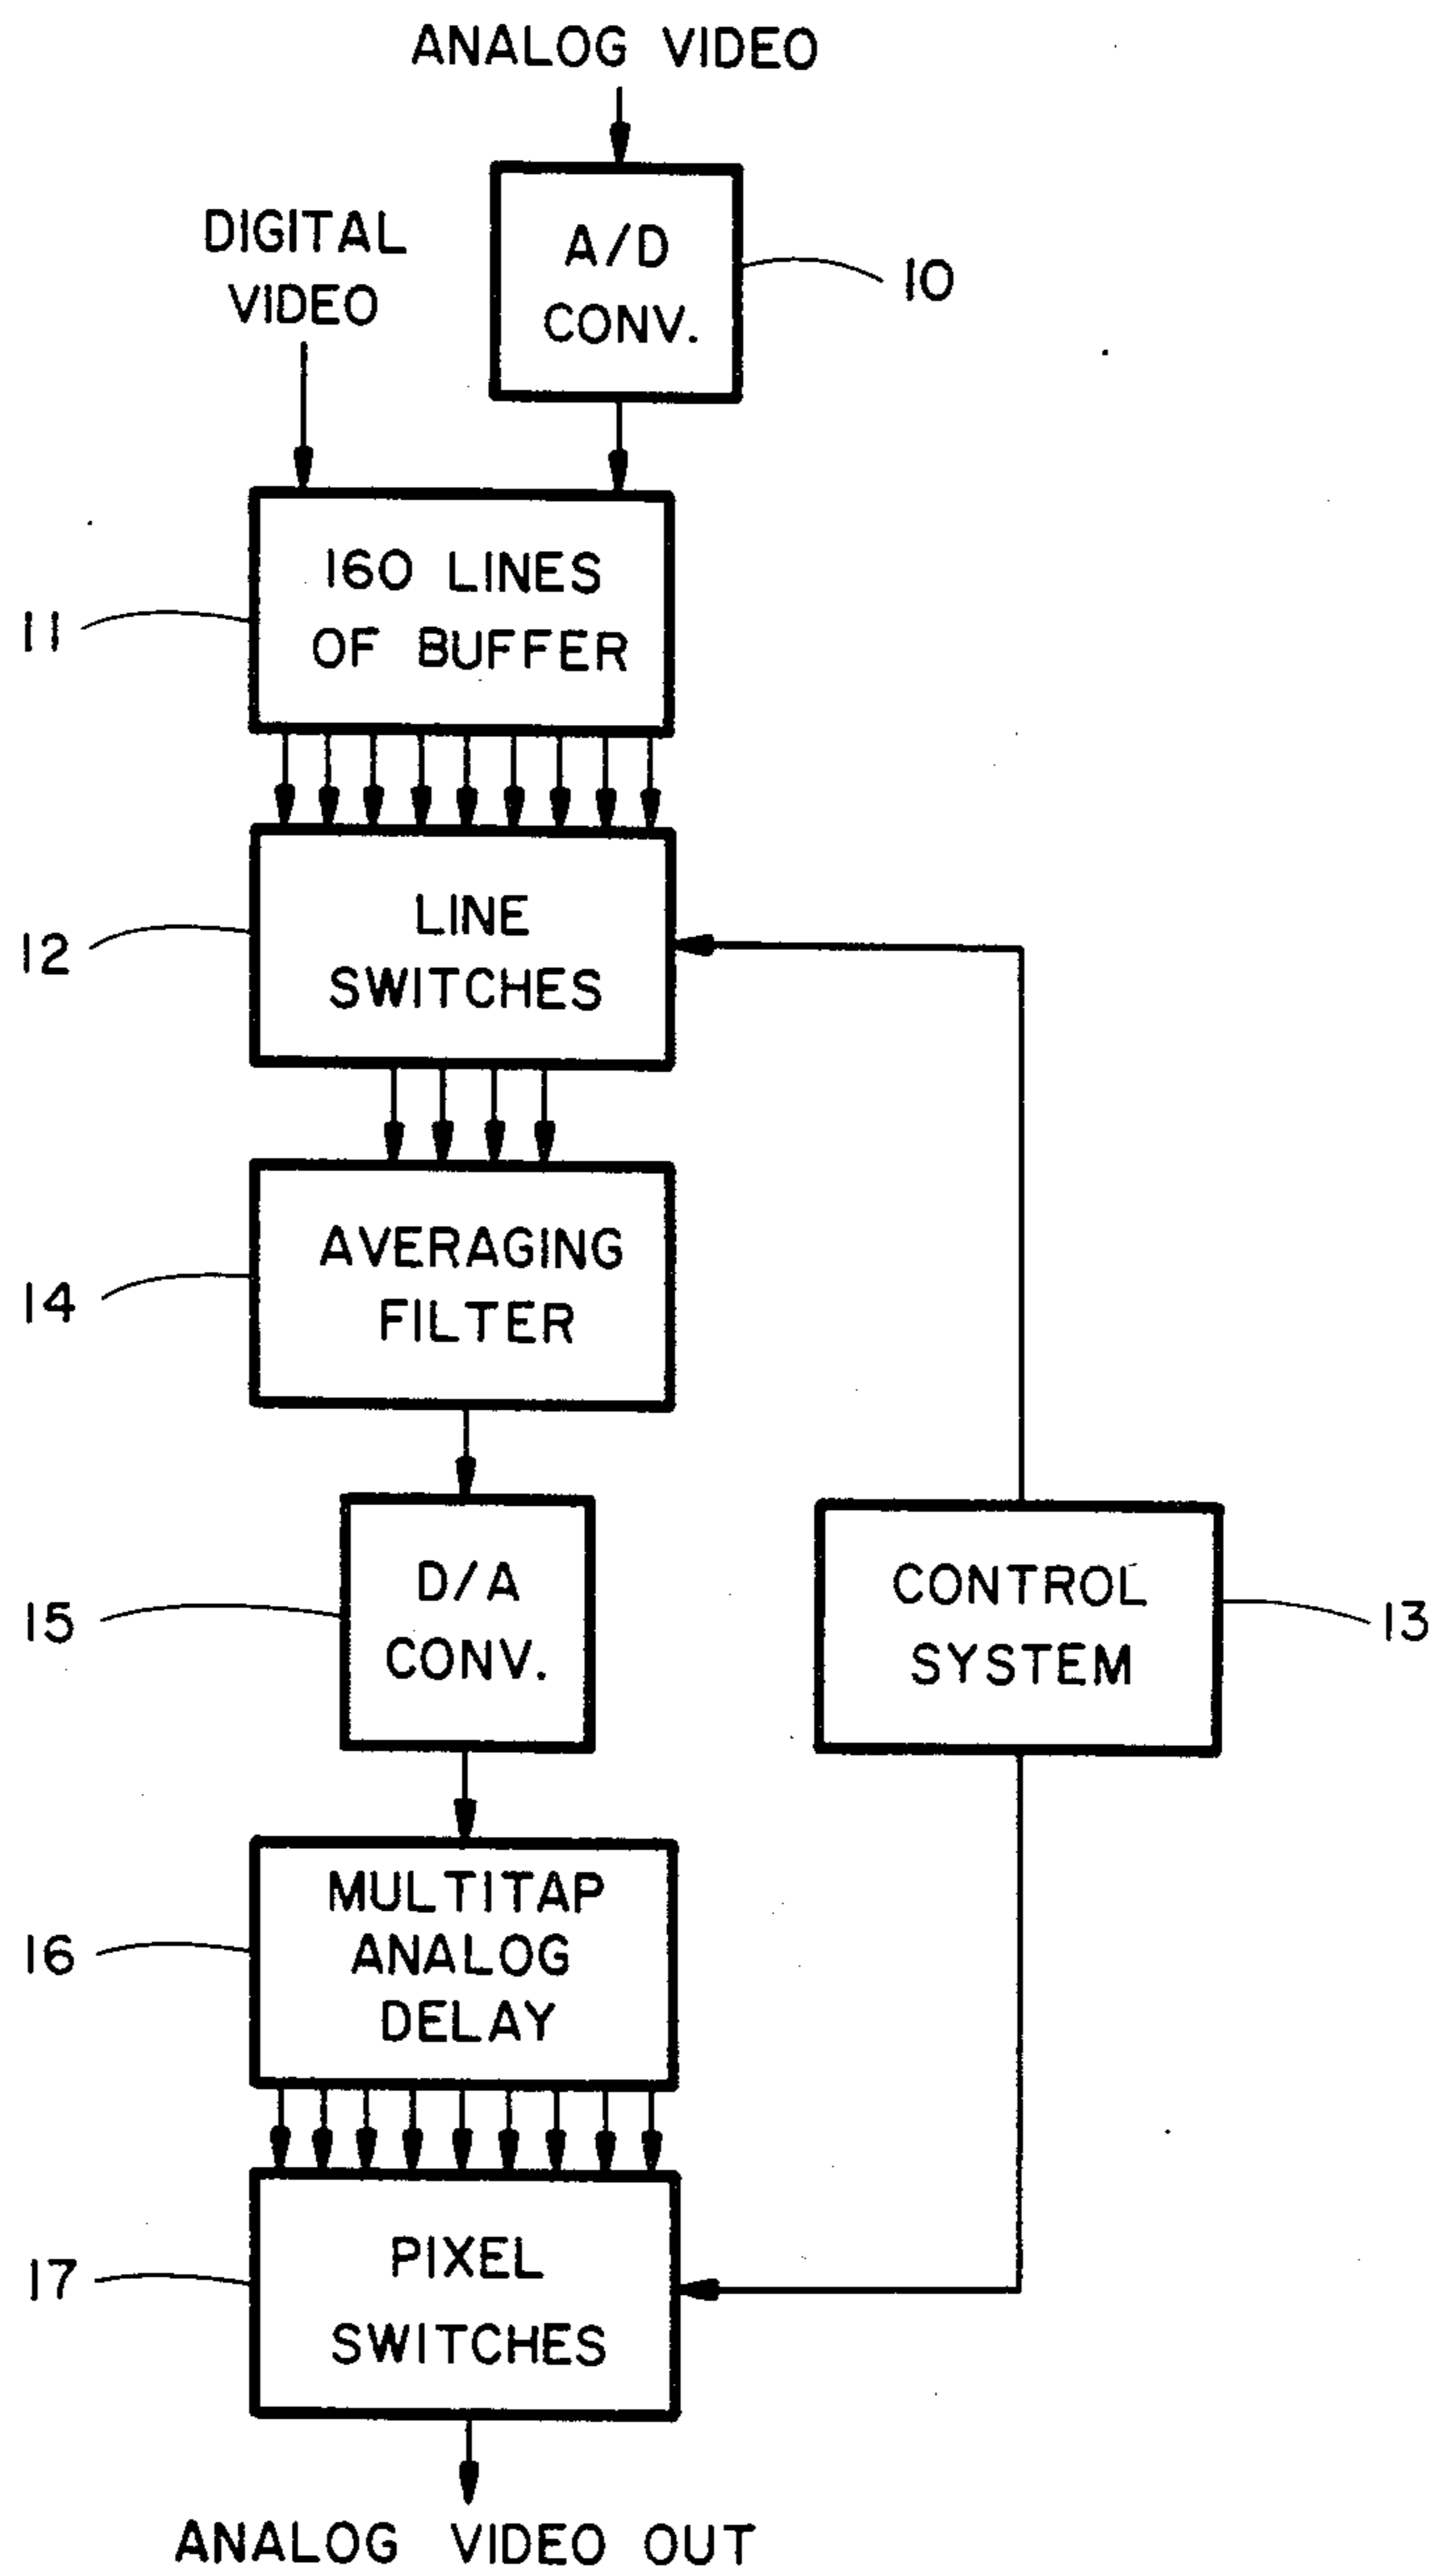 ANALOG VIDEO
DIGITAL
VIDEO
A/D
CONV.
10
160 LINES
OF BUFFER
11
LINE
SWITCHES
12
AVERAGING
FILTER
14
D/A
CONV.
15
CONTROL
SYSTEM
13
MULTITAP
ANALOG
DELAY
16
PIXEL
SWITCHES
17
ANALOG VIDEO OUT